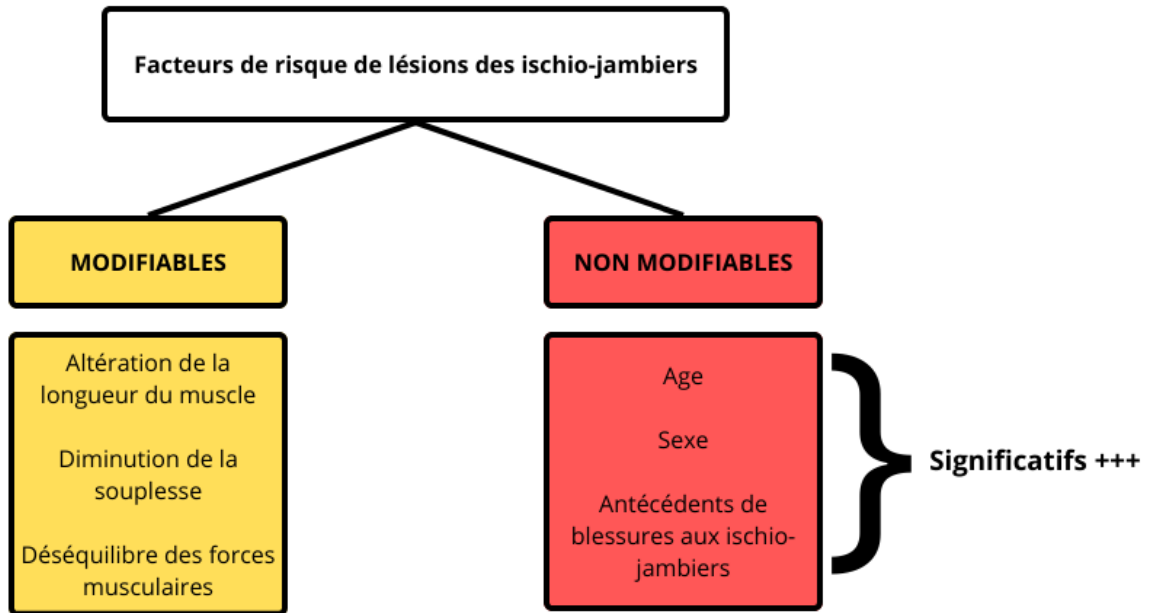 Facteurs de risque de lésions des ischio-jambiers
MODIFIABLES
NON MODIFIABLES
Altération de la
longueur du muscle
Diminution de la
souplesse
Déséquilibre des forces
musculaires
Age
Sexe
Antécédents de
blessures aux ischio-
jambiers
Significatifs +++